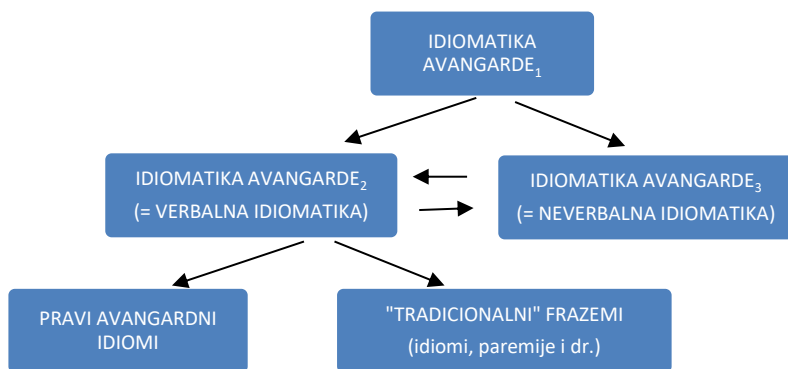 IDIOMATIKA
AVANGARDE₁
IDIOMATIKA AVANGARDE₂
(= VERBALNA IDIOMATIKA)
IDIOMATIKA AVANGARDE₃
(= NEVERBALNA IDIOMATIKA)
PRAVI AVANGARDNI
IDIOMI
"TRADICIONALNI" FRAZEMI
(idiomi, paremije i dr.)